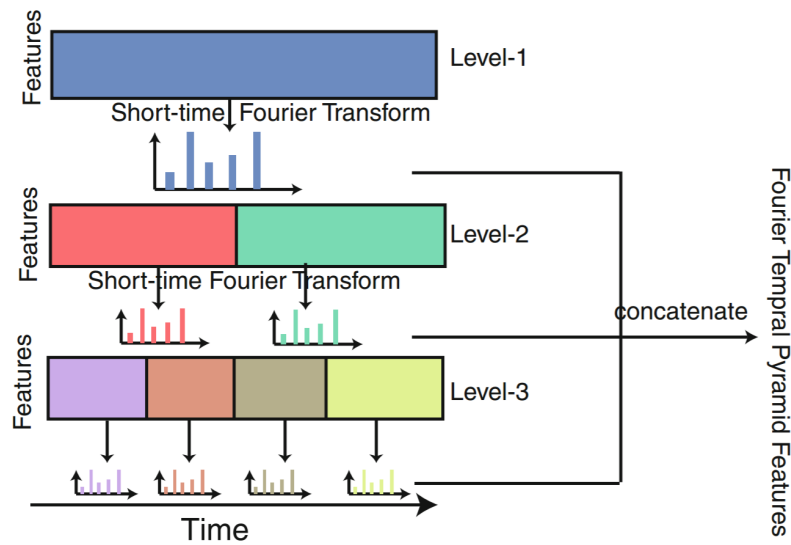 Features
Level-1
Short-time Fourier Transform
Features
Level-2
Short-time Fourier Transform
concatenate
Features
Level-3
Time
Fourier Tempral Pyramid Features